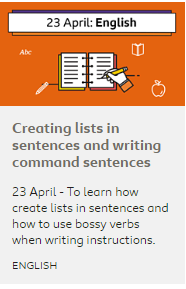 23 April: English
Abc
Creating lists in
sentences and writing
command sentences
23 April - To learn how
create lists in sentences and
how to use bossy verbs
when writing instructions.
ENGLISH